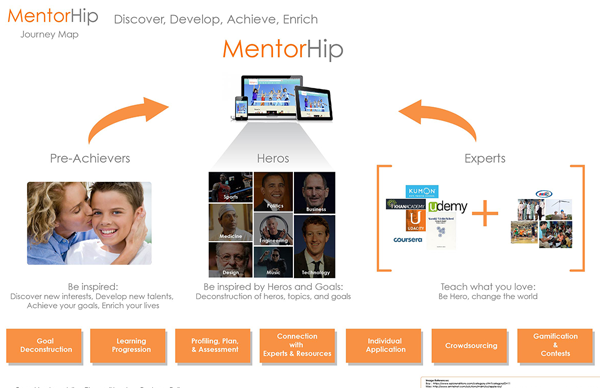 MentorHip
Discover, Develop, Achieve, Enrich
Journey Map
MentorHip
Pre-Achievers
Heros
Experts
Sports
Politics
Business
Medicine
Engineering
Design
Music
Technology
KUMON
KHANACADEMY
udemy
UDACITY
coursera
+
Be inspired:
Discover new interests, Develop new talents,
Achieve your goals, Enrich your lives
Be inspired by Heros and Goals:
Deconstruction of heros, topics, and goals
Teach what you love:
Be Hero, change the world
Goal
Deconstruction
Learning
Progression
Profiling, Plan,
& Assessment
Connection
with
Experts & Resources
Individual
Application
Crowdsourcing
Gamification
&
Contests